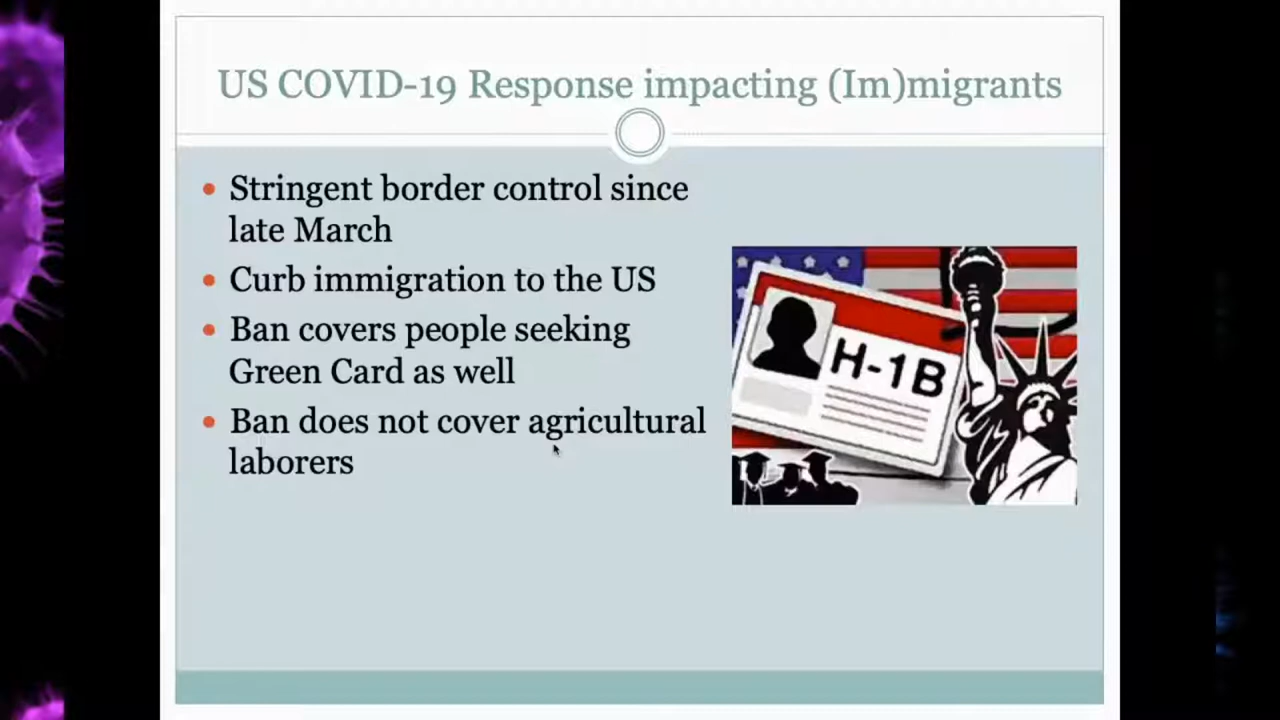 US COVID-19 Response impacting (Im)migrants
Stringent border control since
late March
Curb immigration to the US
Ban covers people seeking
Green Card as well
Ban does not cover agricultural
laborers
H-1B